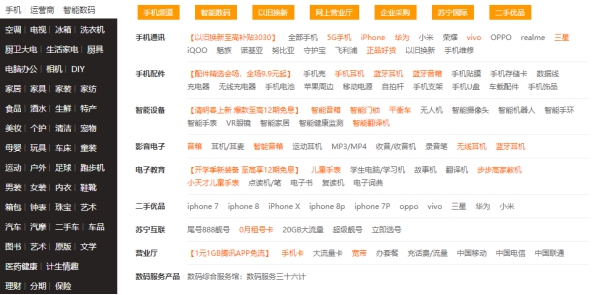 手机 运营商 智能数码
空调 电视 冰箱 洗衣机
厨卫大电 生活家电 厨具
电脑办公 相机 DIY
家居 家具 家装 家纺
食品 酒水 生鲜 特产
美妆 个护 清洁 宠物
母婴 玩具 车床 童装
运动 户外 足球 跑步机
男装 女装 内衣 鞋靴
箱包 钟表 珠宝 艺术
汽车 汽摩 二手车 车品
图书 艺术 原版 文学
医药健康 计生情趣
理财 分期 保险
手机频道 智能数码 以旧换新 网上营业厅 企业采购 苏宁国际 二手优品
手机通讯 【以旧换新至高补贴3030】 全部手机 5G手机 iPhone 华为 小米 荣耀 vivo OPPO realme 三星
iQOO 魅族 诺基亚 努比亚 守护宝 飞利浦 正品好货 以旧换新 手机维修
手机配件 【配件精选会场，全场9.9元起】 手机壳 手机耳机 蓝牙耳机 蓝牙音箱 手机贴膜 手机存储卡 数据线
充电器 无线充电器 手机电池 苹果周边 移动电源 自拍杆 手机支架 手机U盘 车载配件 手机饰品
智能设备 【清明春上新 爆款至高12期免息】 智能音箱 智能门锁 平衡车 无人机 智能摄像头 智能机器人 智能手环
智能手表 VR眼镜 智能家居 智能健康监测 智能翻译机
影音电子 音箱 耳机/耳麦 智能音箱 运动耳机 MP3/MP4 收音/收音机 录音笔 无线耳机 蓝牙耳机
电子教育 【开学季新装备 至高享12期免息】 儿童手表 学生电脑/学习机 故事机 翻译机 步步高家教机
小天才儿童手表 点读机/笔 电子书 复读机 电子词典
二手优品 iphone 7 iphone 8 iPhone X iphone 8p iphone 7P oppo vivo 三星 华为 小米
苏宁互联 尾号888靓号 0月租号卡 20GB大流量 超级靓号 立即选号
营业厅 【1元1GB腾讯APP免流】 手机卡 大流量卡 宽带 办套餐 充话费/流量 中国移动 中国电信 中国联通
数码服务产品 数码综合服务馆：数码服务三十六计